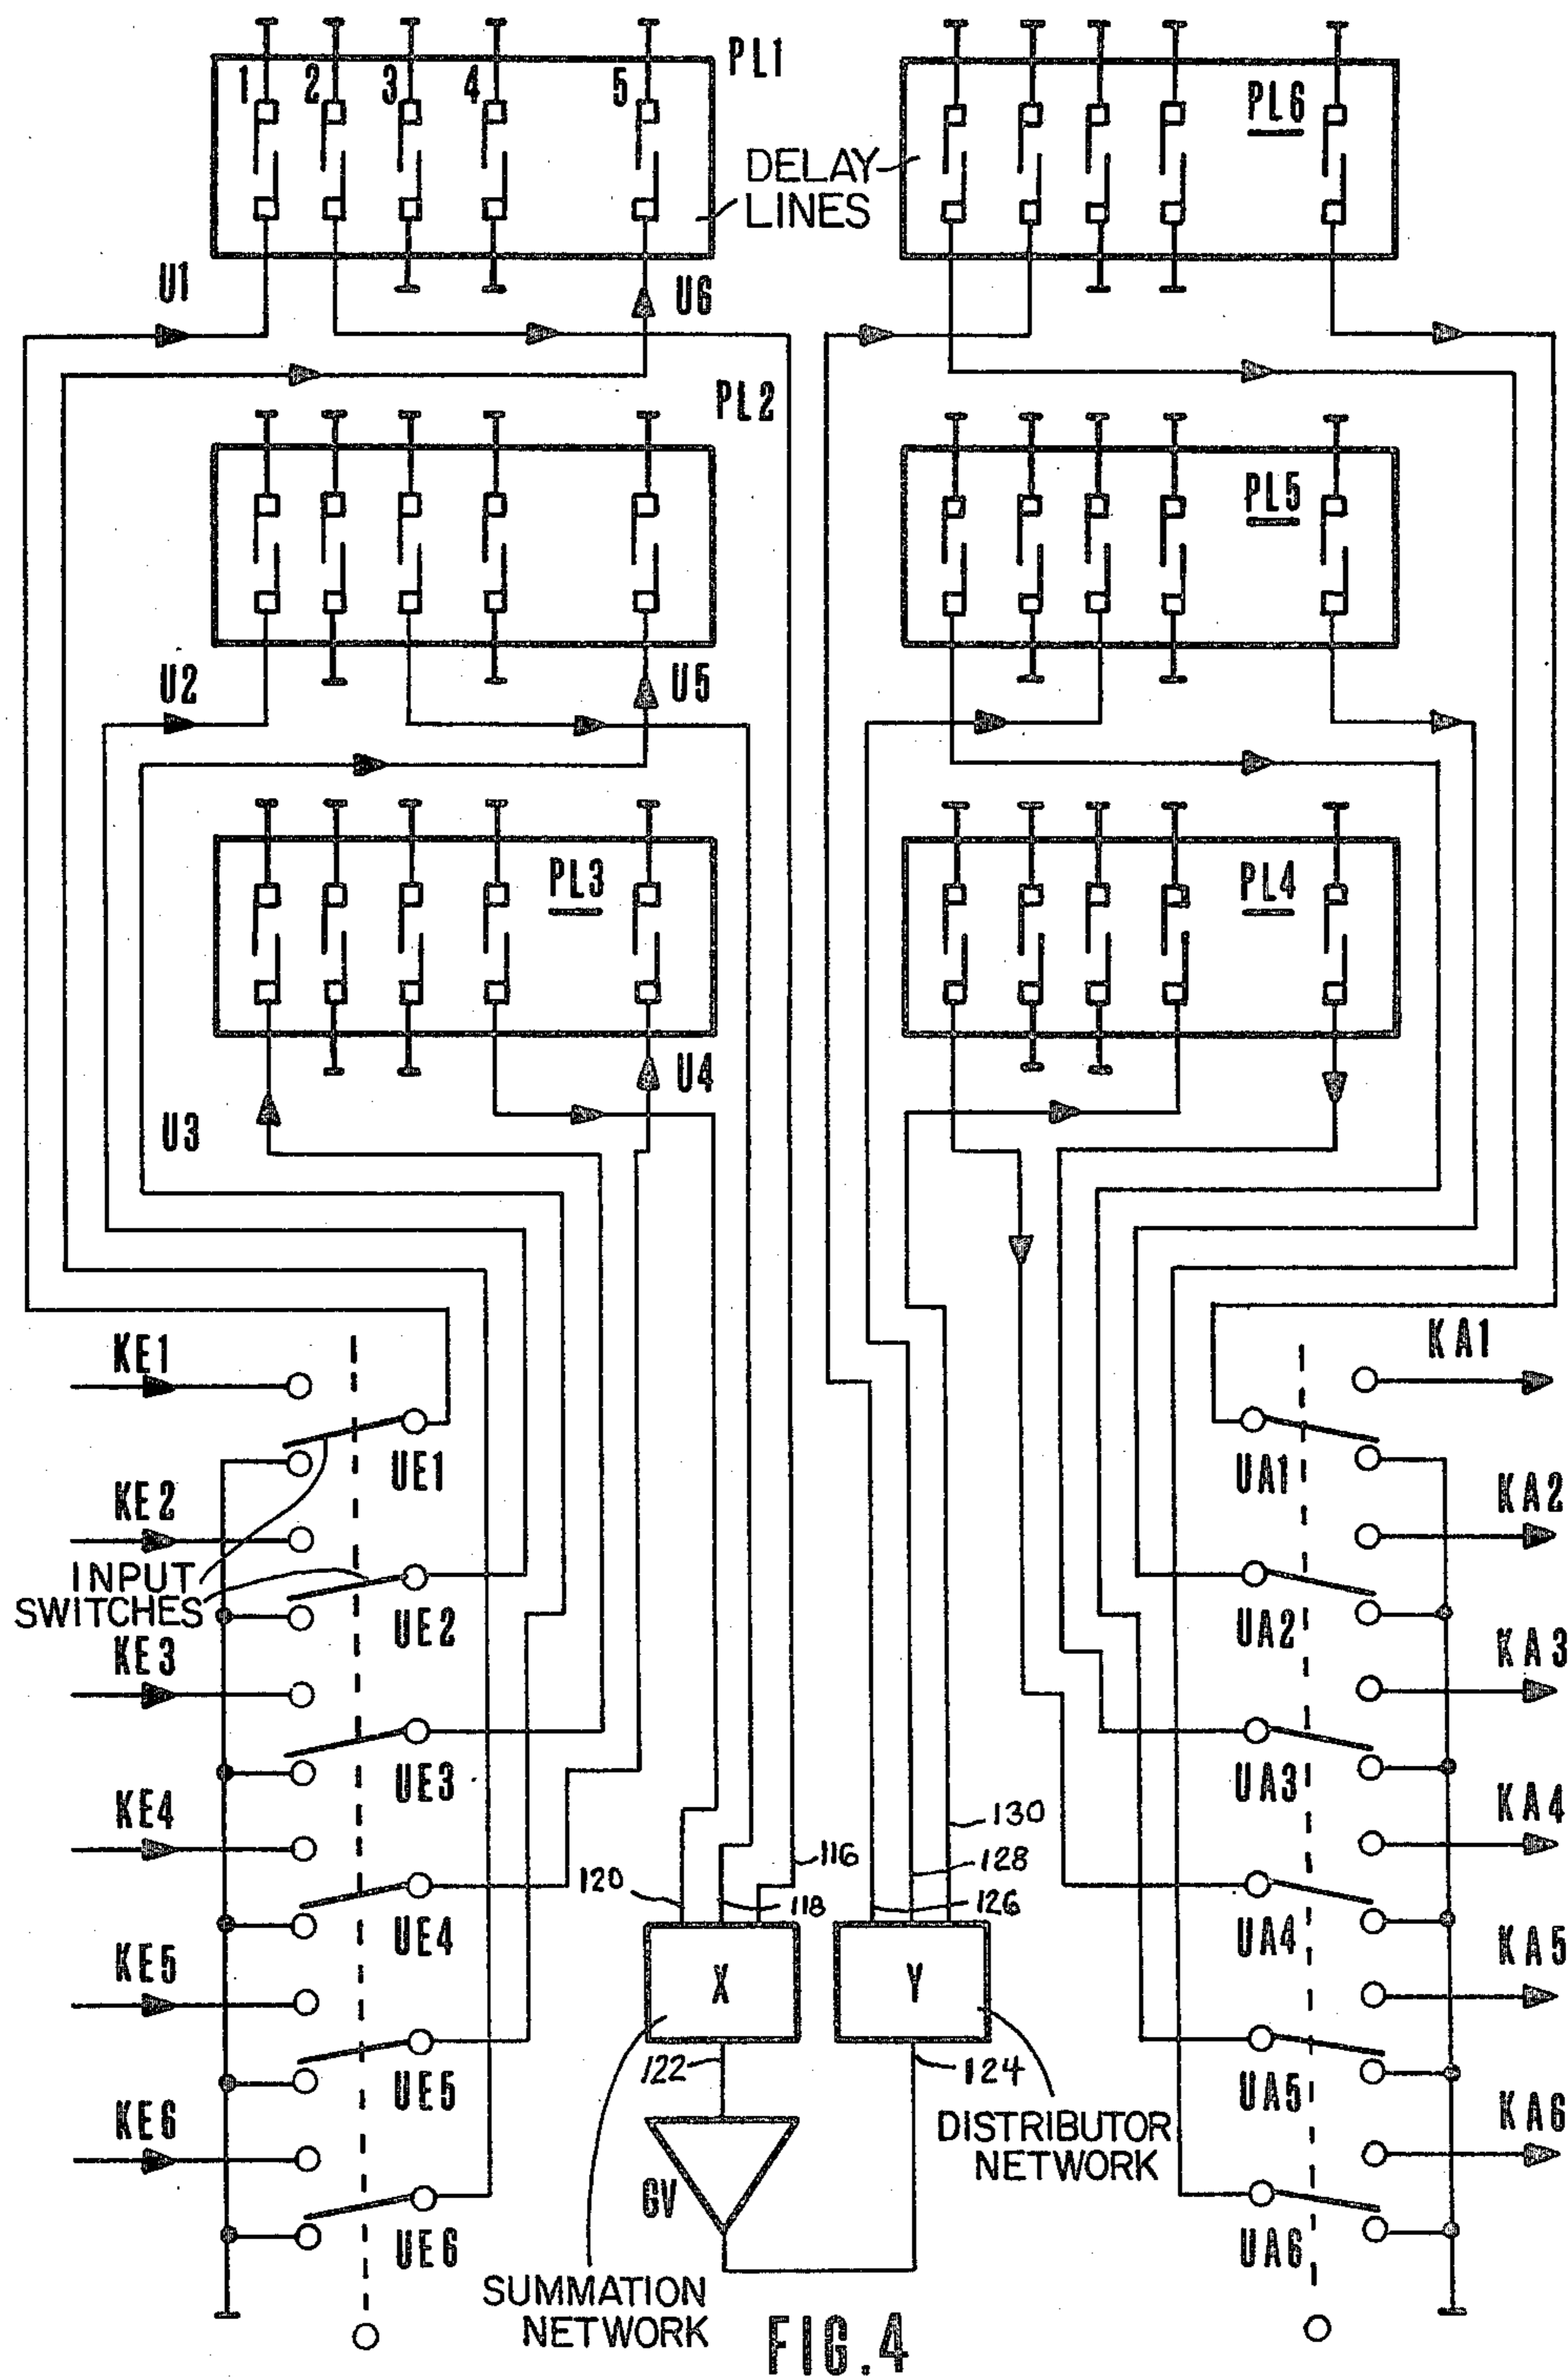 1 2 3 4 5
PL1
PL6
DELAY
LINES
U1
U6
PL2
PL5
U2
U5
PL3
PL4
U4
U3
KE1
KA1
UE1
UA1
KE2
KA2
INPUT
SWITCHES
UE2
UA2
KE3
KA3
UE3
UA3
KE4
KA4
130
116
128
120
118
126
UE4
UA4
KE5
KA5
X
Y
122
124
UE5
UA5
KE6
KA6
DISTRIBUTOR
NETWORK
GV
UE6
UA6
SUMMATION
NETWORK
FIG.4